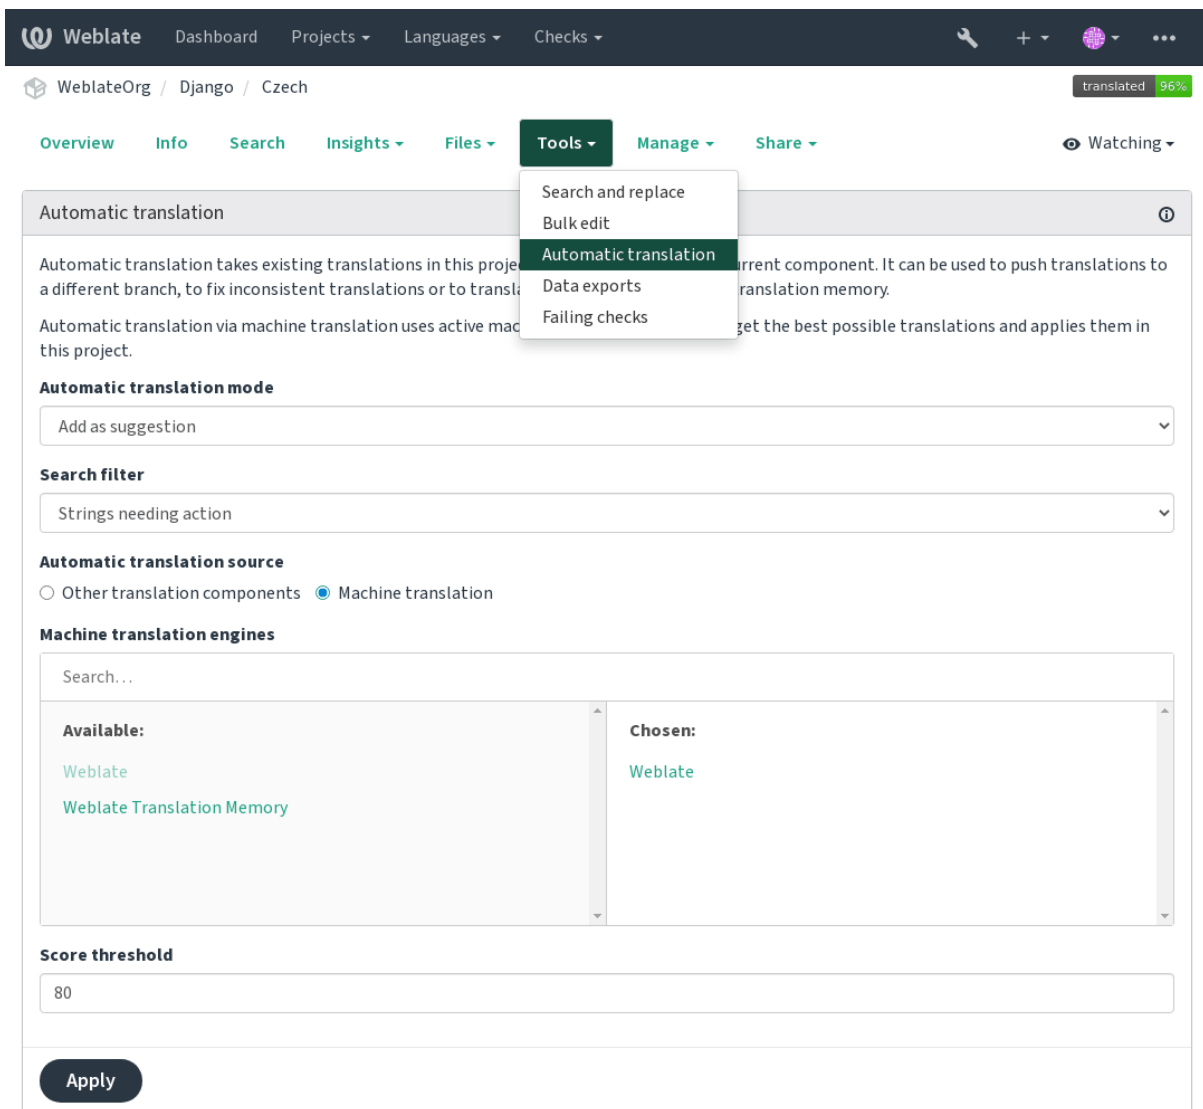 Weblate Dashboard Projects Languages Checks
WeblateOrg / Django / Czech
translated 96%
Overview Info Search Insights Files Tools Manage Share Watching
Search and replace
Bulk edit
Automatic translation
Data exports
Failing checks
Automatic translation
Automatic translation takes existing translations in this proje rrent component. It can be used to push translations to
a different branch, to fix inconsistent translations or to transla ranslation memory.
Automatic translation via machine translation uses active mac get the best possible translations and applies them in
this project.
Automatic translation mode
Add as suggestion
Search filter
Strings needing action
Automatic translation source
Other translation components Machine translation
Machine translation engines
Search…
Available:
Weblate
Weblate Translation Memory
Chosen:
Weblate
Score threshold
80
Apply